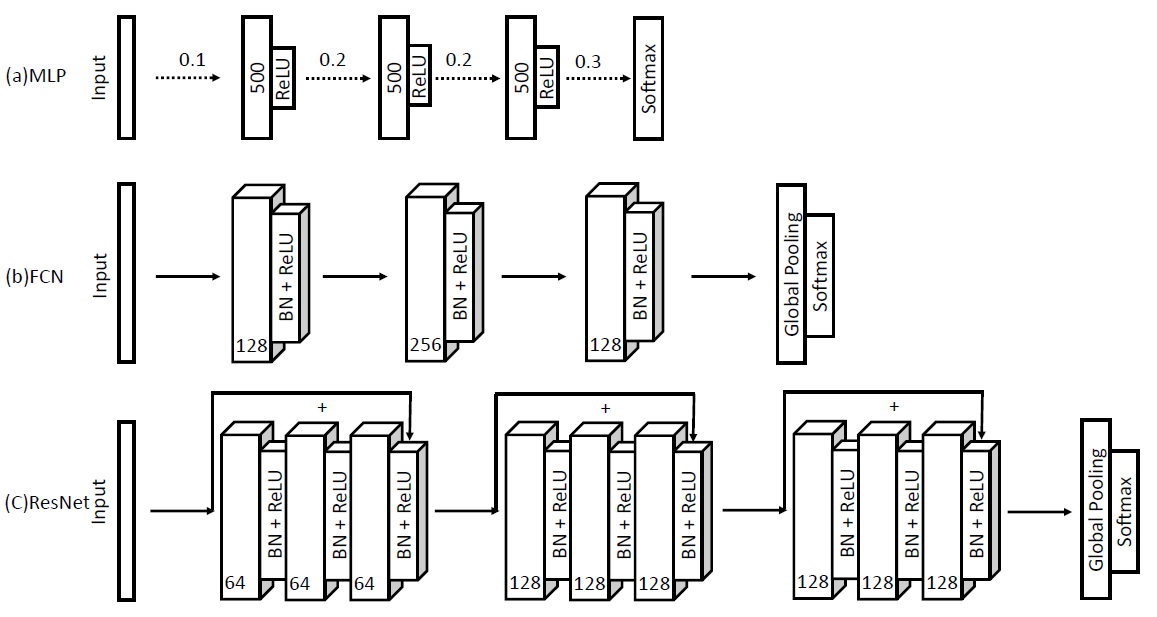 (a)MLP
Input
0.1
500
ReLU
0.2
500
ReLU
0.2
500
ReLU
0.3
Softmax
(b)FCN
Input
128
BN + ReLU
256
BN + ReLU
128
BN + ReLU
Global Pooling
Softmax
(C)ResNet
Input
+
64
BN + ReLU
64
BN + ReLU
64
BN + ReLU
+
128
BN + ReLU
128
BN + ReLU
128
BN + ReLU
+
128
BN + ReLU
128
BN + ReLU
128
BN + ReLU
Global Pooling
Softmax